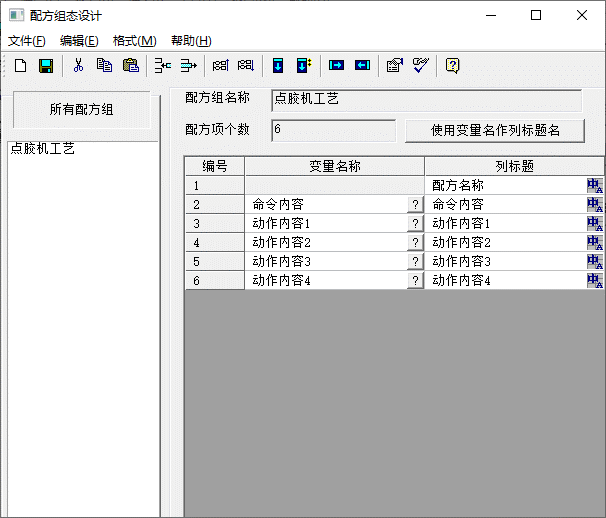 配方组态设计
文件(F) 编辑(E) 格式(M) 帮助(H)
所有配方组
点胶机工艺
配方组名称 点胶机工艺
配方项个数 6 使用变量名作列标题名
编号 变量名称 列标题
1 配方名称
2 命令内容 ? 命令内容
3 动作内容1 ? 动作内容1
4 动作内容2 ? 动作内容2
5 动作内容3 ? 动作内容3
6 动作内容4 ? 动作内容4